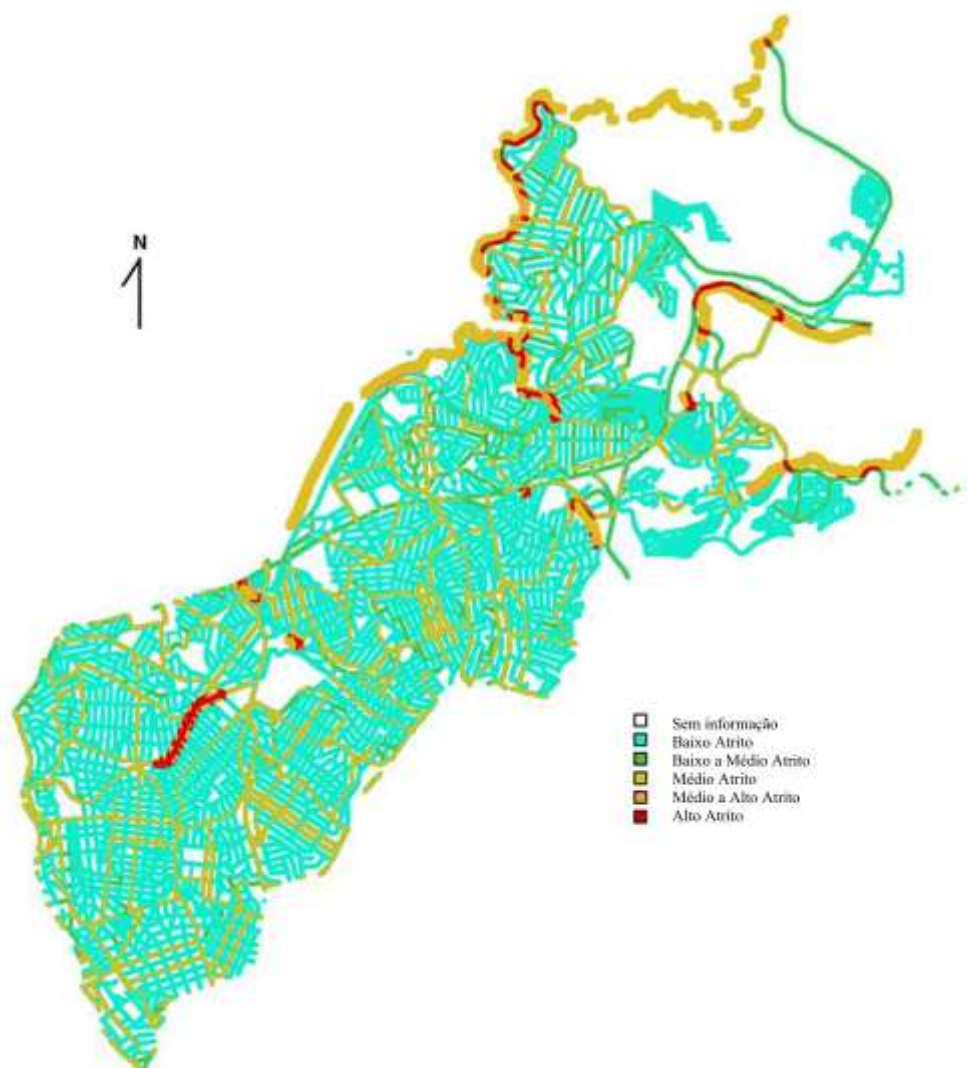 N
Sem informação
Baixo Atrito
Baixo a Médio Atrito
Médio Atrito
Médio a Alto Atrito
Alto Atrito